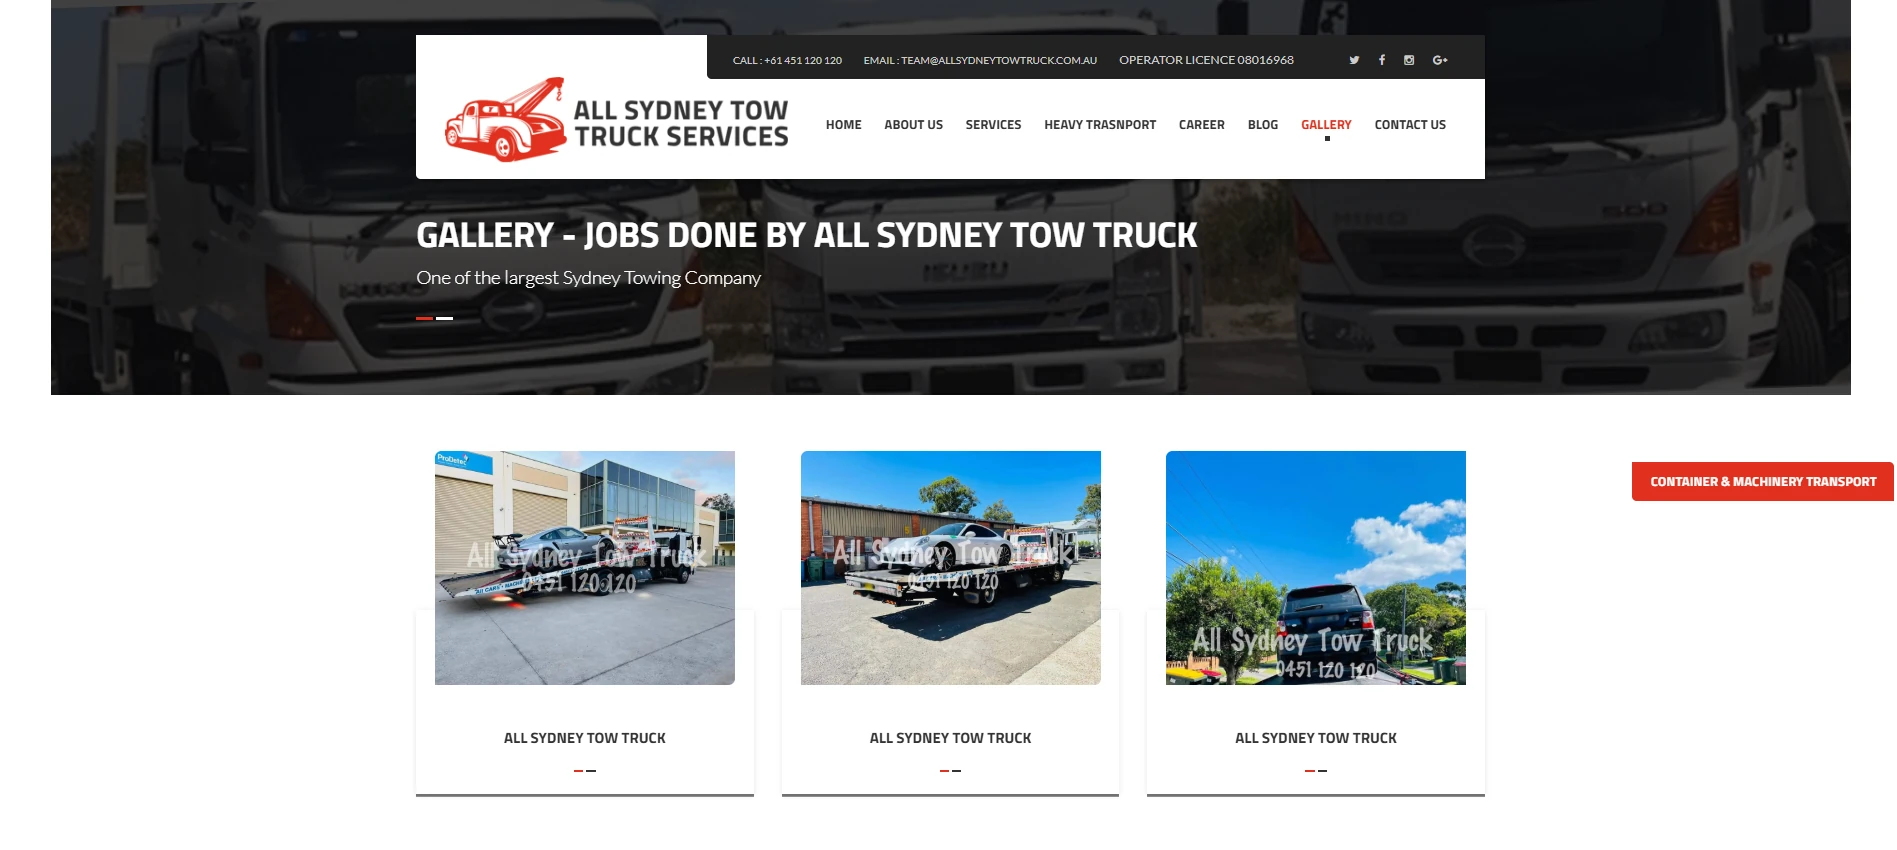 CALL : +61 451 120 120 EMAIL : TEAM@ALLSYDNEYTOWTRUCK.COM.AU OPERATOR LICENCE 08016968
ALL SYDNEY TOW
TRUCK SERVICES
HOME ABOUT US SERVICES HEAVY TRASNPORT CAREER BLOG GALLERY CONTACT US
GALLERY - JOBS DONE BY ALL SYDNEY TOW TRUCK
One of the largest Sydney Towing Company
ISUZU
HINO
500
CONTAINER & MACHINERY TRANSPORT
ProDetec
All Sydney Tow Truck
0451 120 120
All Sydney Tow Truck
0451 120 120
All Sydney Tow Truck
0451 120 120
ALL SYDNEY TOW TRUCK
ALL SYDNEY TOW TRUCK
ALL SYDNEY TOW TRUCK